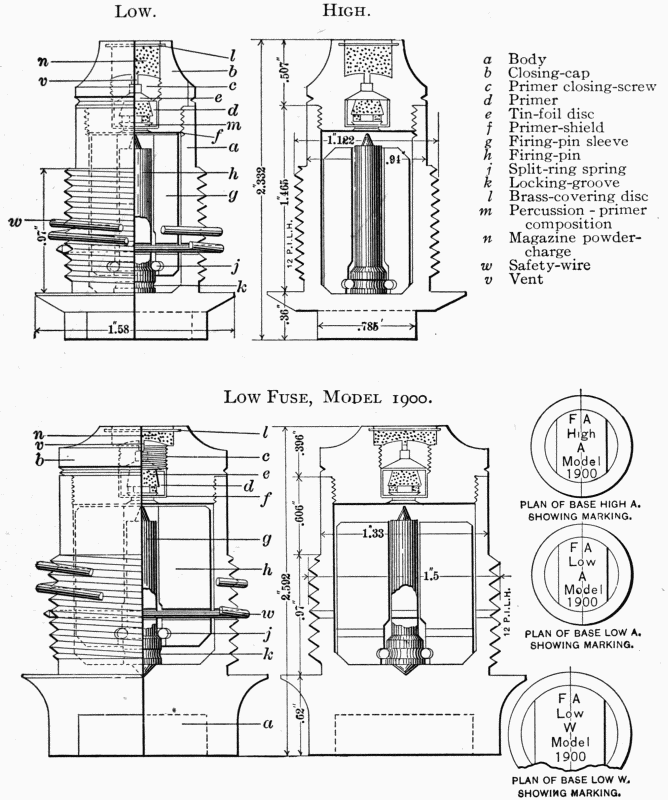 LOW.
HIGH.
n
v
l
b
c
e
d
m
f
a
h
g
w
j
k
.97"
1."58
2.332
.507"
1.465
.36"
1."122
.91"
12 P.I.L.H.
.785"
a Body
b Closing-cap
c Primer closing-screw
d Primer
e Tin-foil disc
f Primer-shield
g Firing-pin sleeve
h Firing-pin
j Split-ring spring
k Locking-groove
l Brass-covering disc
m Percussion - primer
composition
n Magazine powder-
charge
w Safety-wire
v Vent
LOW FUSE, MODEL 1900.
n
v
b
l
c
e
d
f
g
h
w
j
k
a
2.592
.396"
.606"
.97"
.62"
1."33
1."5
12 P.I.L.H.
F A
High
A
Model
1900
PLAN OF BASE HIGH A.
SHOWING MARKING.
F A
Low
A
Model
1900
PLAN OF BASE LOW A.
SHOWING MARKING.
F A
Low
W
Model
1900
PLAN OF BASE LOW W.
SHOWING MARKING.